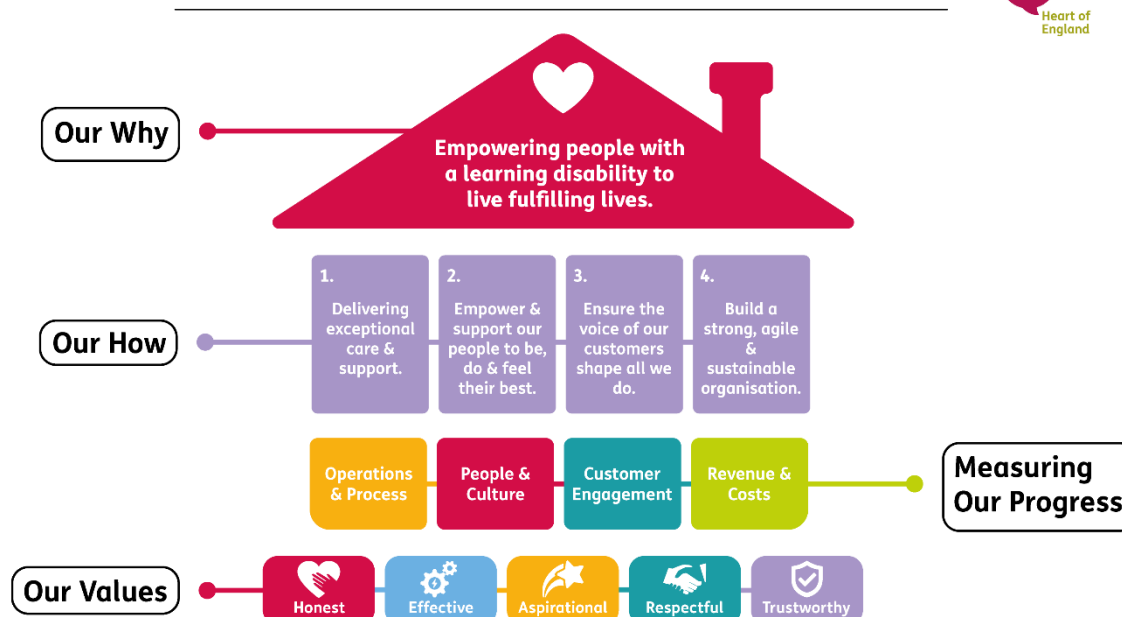 Heart of
England
Our Why
Empowering people with
a learning disability to
live fulfilling lives.
Our How
1.
Delivering
exceptional
care &
support.
2.
Empower &
support our
people to be,
do & feel
their best.
3.
Ensure the
voice of our
customers
shape all we
do.
4.
Build a
strong, agile
&
sustainable
organisation.
Operations
& Process
People &
Culture
Customer
Engagement
Revenue &
Costs
Measuring
Our Progress
Our Values
Honest
Effective
Aspirational
Respectful
Trustworthy